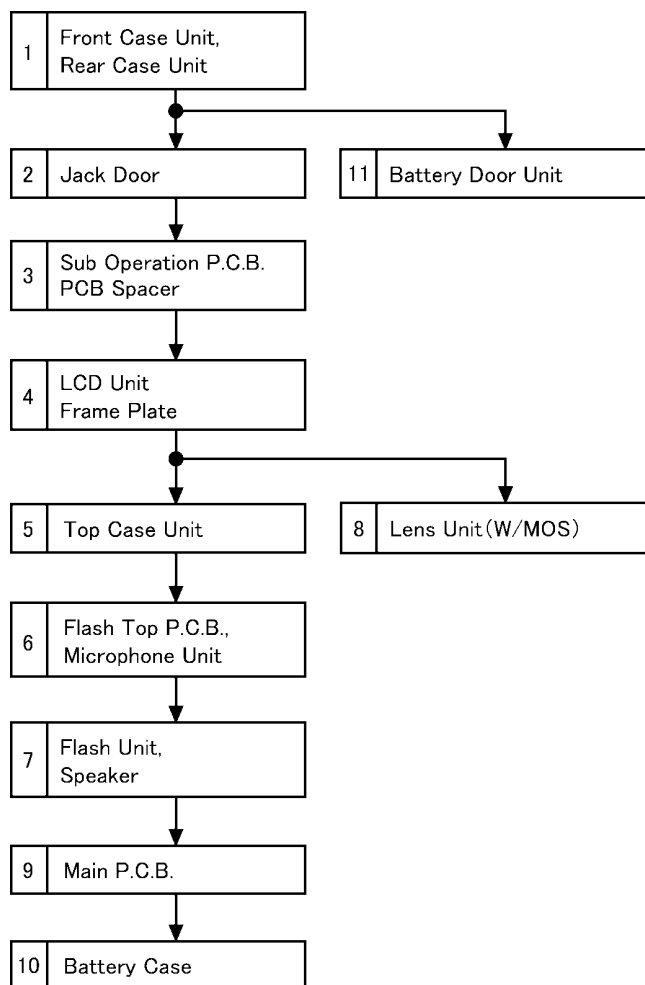 1 Front Case Unit,
Rear Case Unit
2 Jack Door
11 Battery Door Unit
3 Sub Operation P.C.B.
PCB Spacer
4 LCD Unit
Frame Plate
5 Top Case Unit
8 Lens Unit(W/MOS)
6 Flash Top P.C.B.,
Microphone Unit
7 Flash Unit,
Speaker
9 Main P.C.B.
10 Battery Case